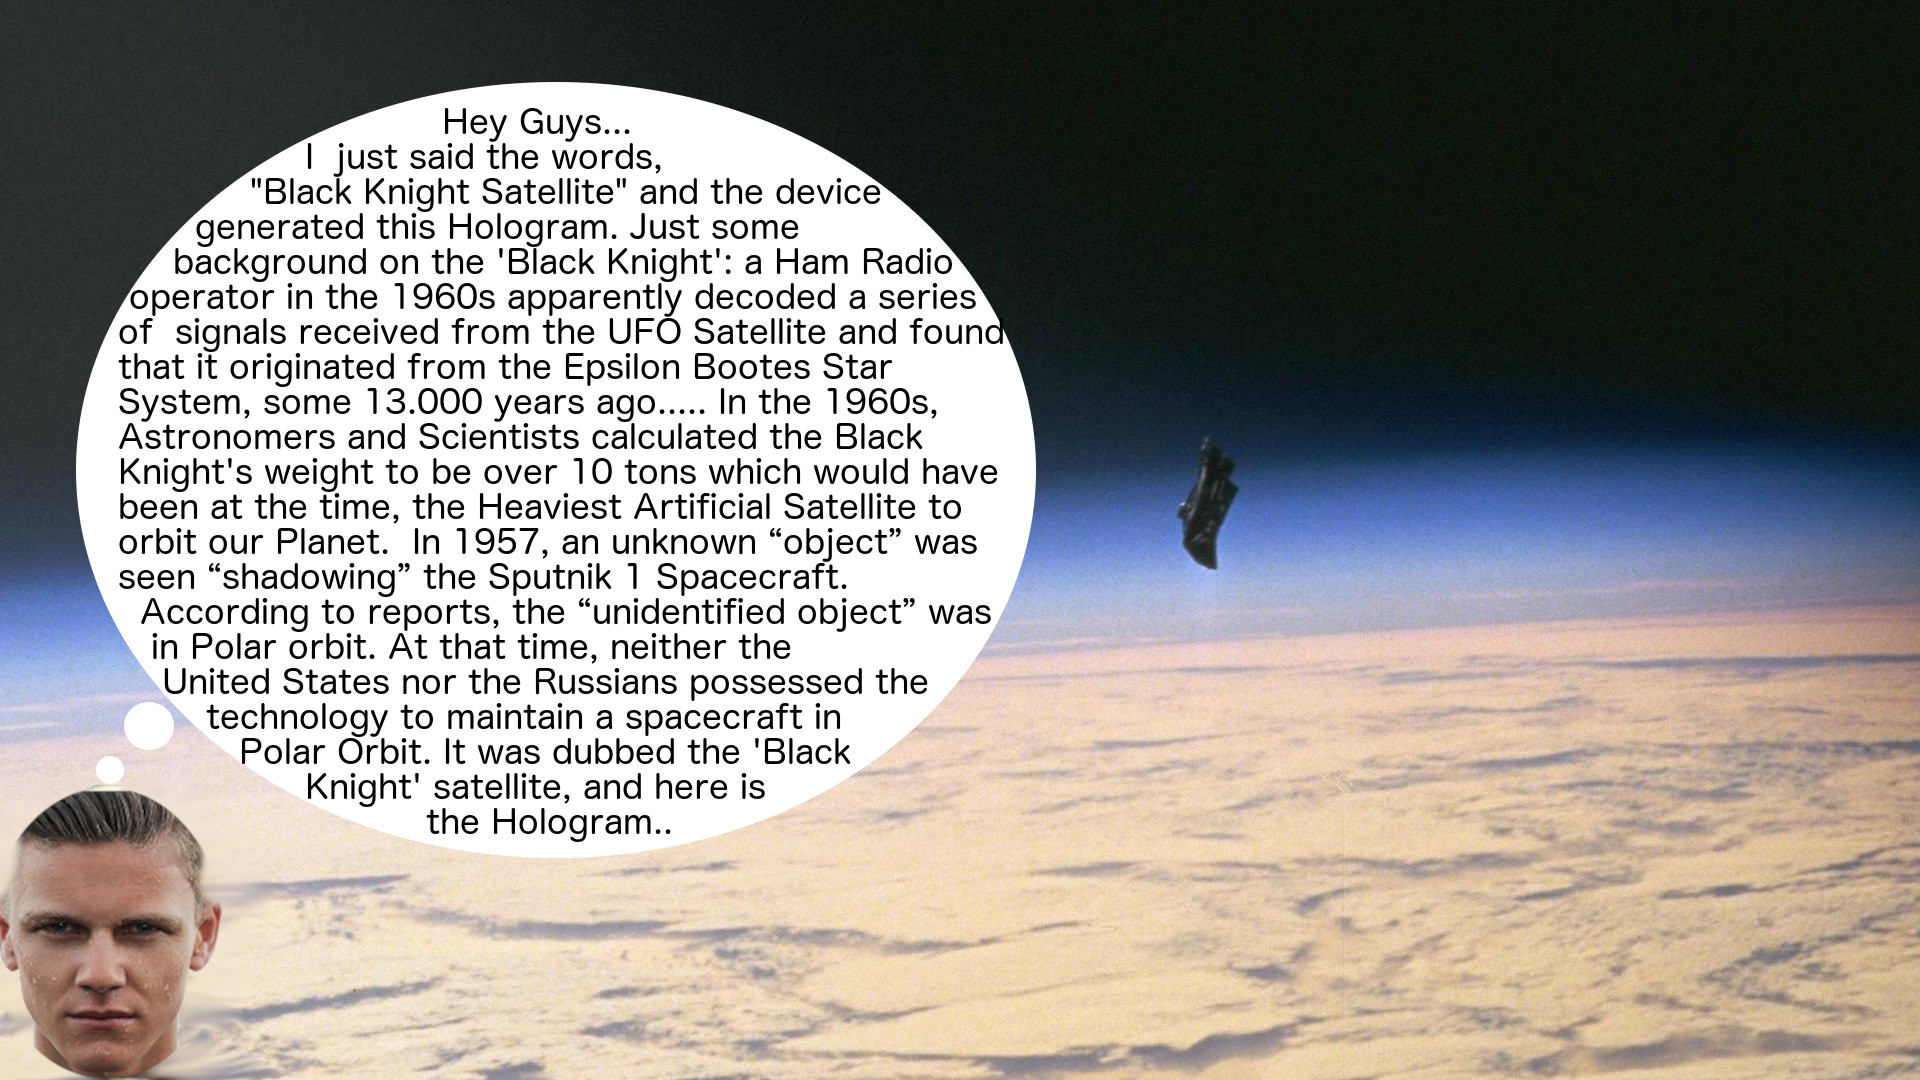 Hey Guys...
I  just said the words,
"Black Knight Satellite" and the device
generated this Hologram. Just some
background on the 'Black Knight': a Ham Radio
operator in the 1960s apparently decoded a series
of  signals received from the UFO Satellite and found
that it originated from the Epsilon Bootes Star
System, some 13.000 years ago..... In the 1960s,
Astronomers and Scientists calculated the Black
Knight's weight to be over 10 tons which would have
been at the time, the Heaviest Artificial Satellite to
orbit our Planet.  In 1957, an unknown “object” was
seen “shadowing” the Sputnik 1 Spacecraft.
According to reports, the “unidentified object” was
in Polar orbit. At that time, neither the
United States nor the Russians possessed the
technology to maintain a spacecraft in
Polar Orbit. It was dubbed the 'Black
Knight' satellite, and here is
the Hologram..